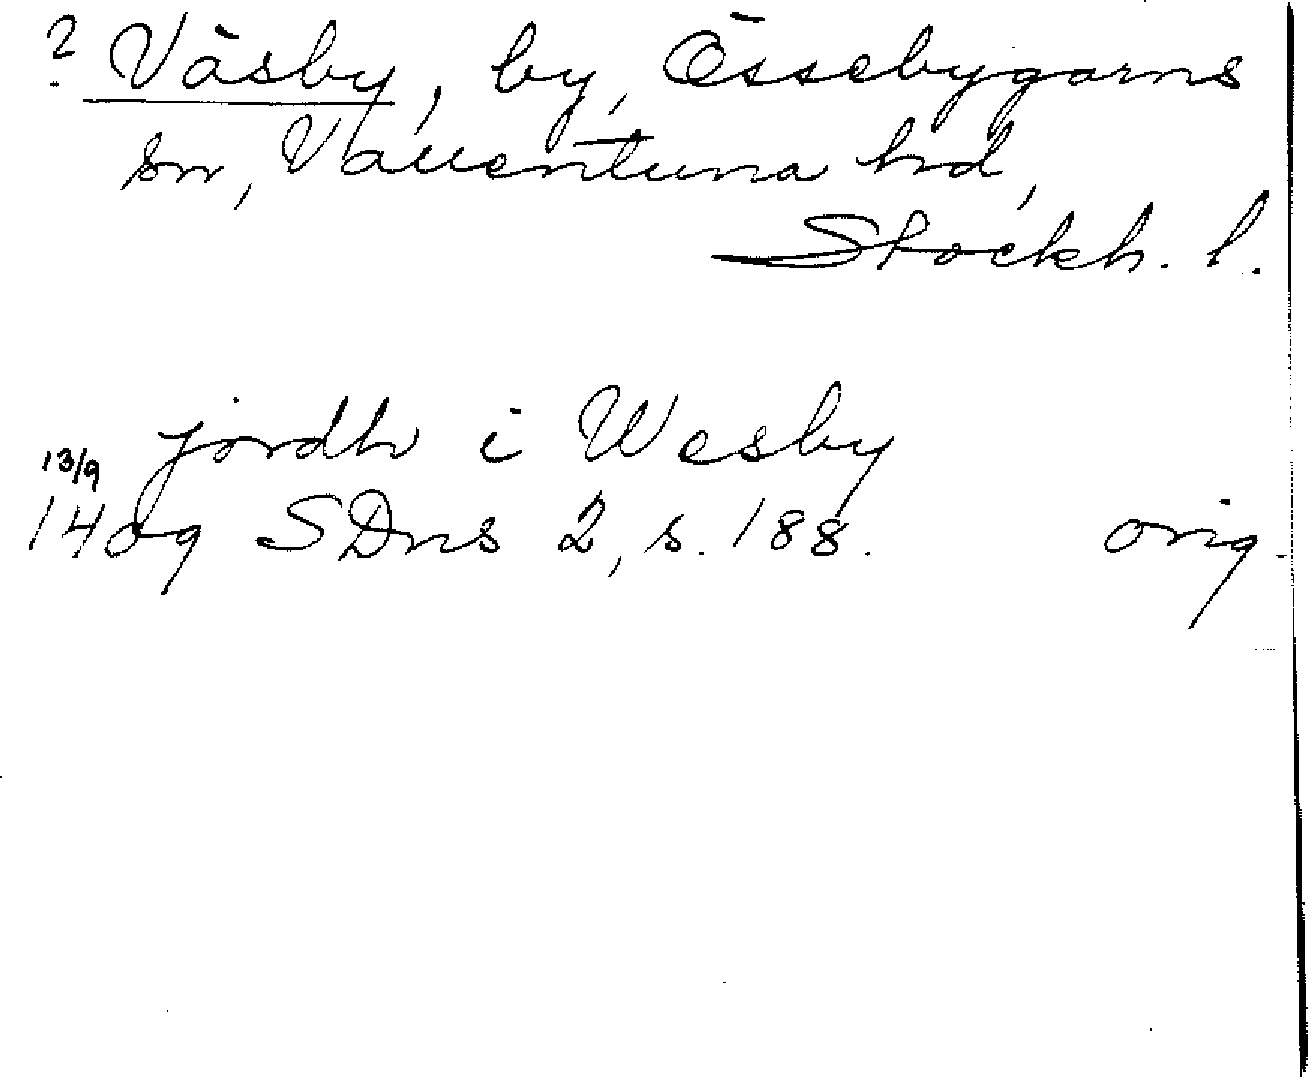 ? Väsby, by, Össebygarns
sn, Vallentuna hd,
Stockh. l.
jordh i Wesby
13/9
1409 SDns 2, s. 188. orig.